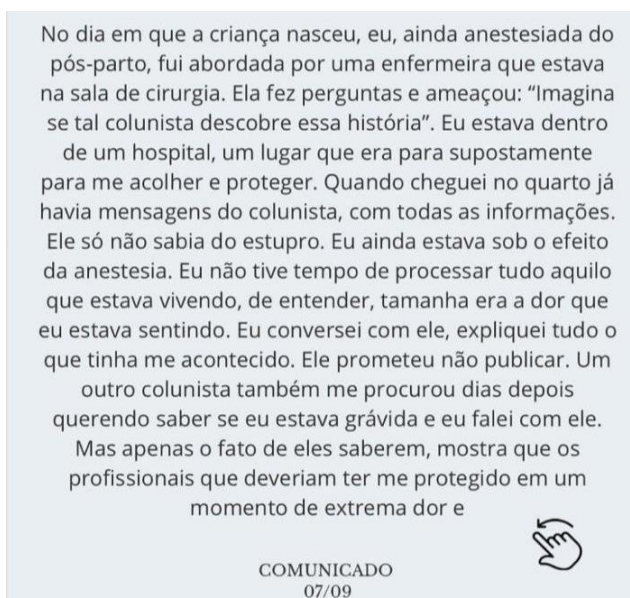 No dia em que a criança nasceu, eu, ainda anestesiada do
pós-parto, fui abordada por uma enfermeira que estava
na sala de cirurgia. Ela fez perguntas e ameaçou: “Imagina
se tal colunista descobre essa história”. Eu estava dentro
de um hospital, um lugar que era para supostamente
para me acolher e proteger. Quando cheguei no quarto já
havia mensagens do colunista, com todas as informações.
Ele só não sabia do estupro. Eu ainda estava sob o efeito
da anestesia. Eu não tive tempo de processar tudo aquilo
que estava vivendo, de entender, tamanha era a dor que
eu estava sentindo. Eu conversei com ele, expliquei tudo o
que tinha me acontecido. Ele prometeu não publicar. Um
outro colunista também me procurou dias depois
querendo saber se eu estava grávida e eu falei com ele.
Mas apenas o fato de eles saberem, mostra que os
profissionais que deveriam ter me protegido em um
momento de extrema dor e
COMUNICADO
07/09